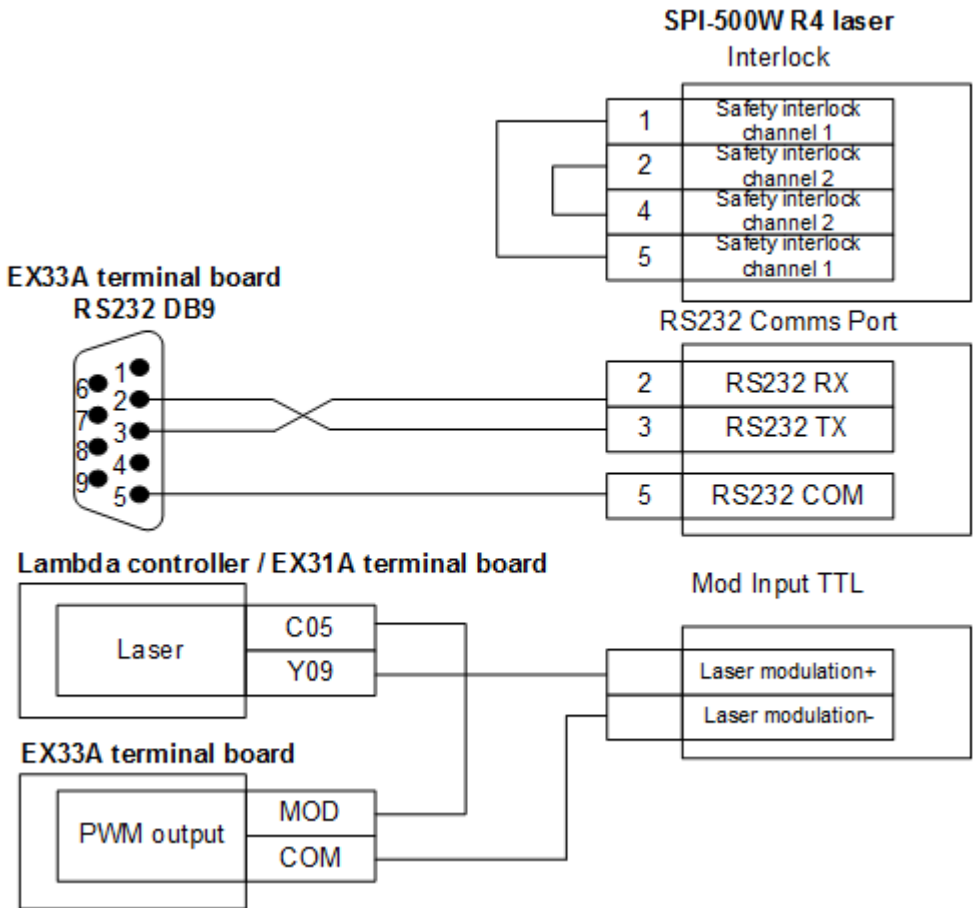 SPI-500W R4 laser
Interlock
1
Safety interlock
channel 1
2
Safety interlock
channel 2
4
Safety interlock
channel 2
5
Safety interlock
channel 1
EX33A terminal board
RS232 DB9
1
6
2
7
3
8
4
9
5
RS232 Comms Port
2 RS232 RX
3 RS232 TX
5 RS232 COM
Lambda controller / EX31A terminal board
Laser
C05
Y09
Mod Input TTL
Laser modulation+
Laser modulation-
EX33A terminal board
PWM output
MOD
COM